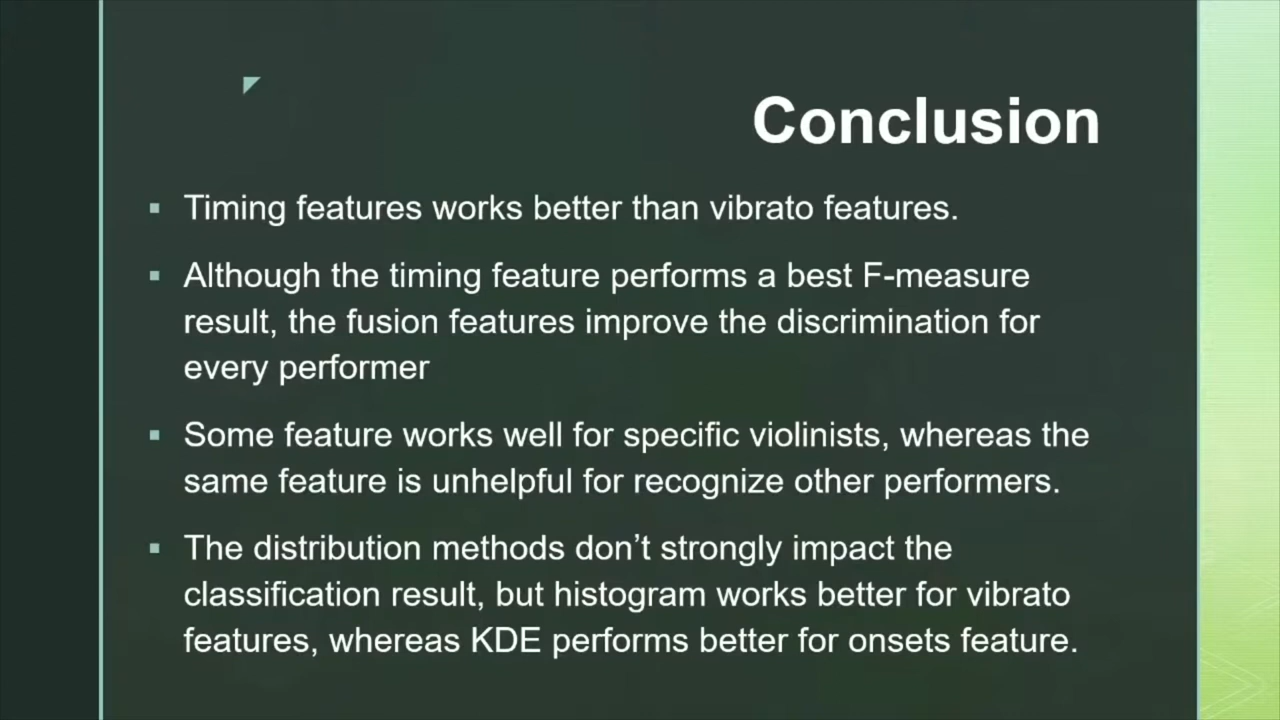 Conclusion
▪ Timing features works better than vibrato features.
▪ Although the timing feature performs a best F-measure
result, the fusion features improve the discrimination for
every performer
▪ Some feature works well for specific violinists, whereas the
same feature is unhelpful for recognize other performers.
▪ The distribution methods don’t strongly impact the
classification result, but histogram works better for vibrato
features, whereas KDE performs better for onsets feature.